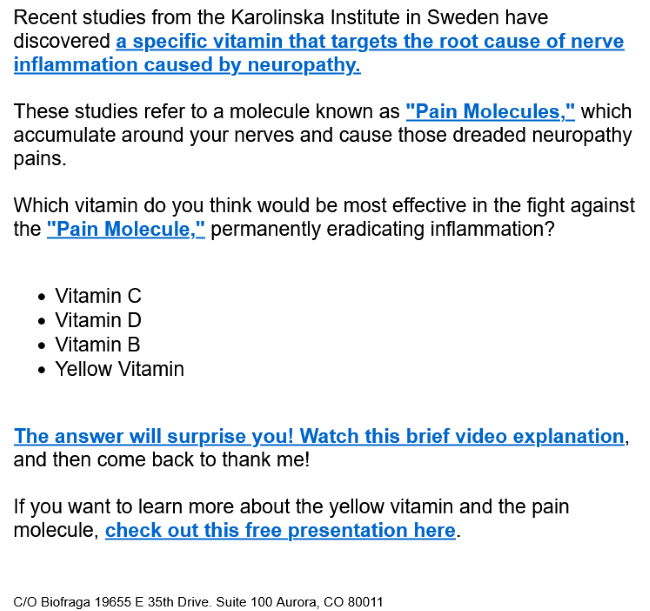 Recent studies from the Karolinska Institute in Sweden have
discovered a specific vitamin that targets the root cause of nerve
inflammation caused by neuropathy.
These studies refer to a molecule known as "Pain Molecules," which
accumulate around your nerves and cause those dreaded neuropathy
pains.
Which vitamin do you think would be most effective in the fight against
the "Pain Molecule," permanently eradicating inflammation?
• Vitamin C
• Vitamin D
• Vitamin B
• Yellow Vitamin
The answer will surprise you! Watch this brief video explanation,
and then come back to thank me!
If you want to learn more about the yellow vitamin and the pain
molecule, check out this free presentation here.
C/O Biofraga 19655 E 35th Drive. Suite 100 Aurora, CO 80011